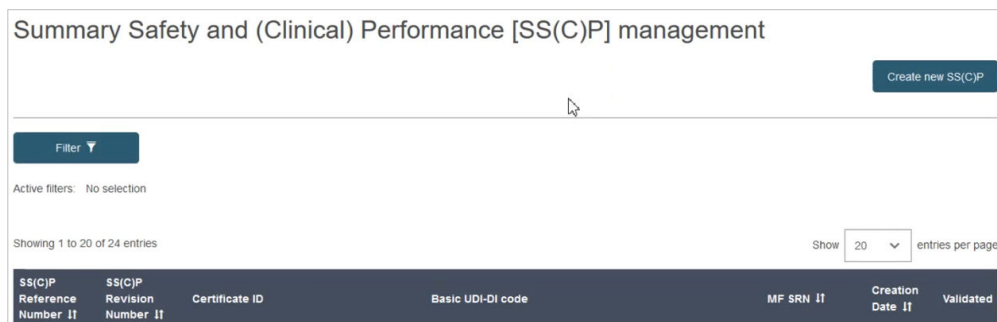 Summary Safety and (Clinical) Performance [SS(C)P] management
Create new SS(C)P
Filter
Active filters: No selection
Showing 1 to 20 of 24 entries
Show 20 entries per page
SS(C)P Reference Number
SS(C)P Revision Number
Certificate ID
Basic UDI-DI code
MF SRN
Creation Date
Validated